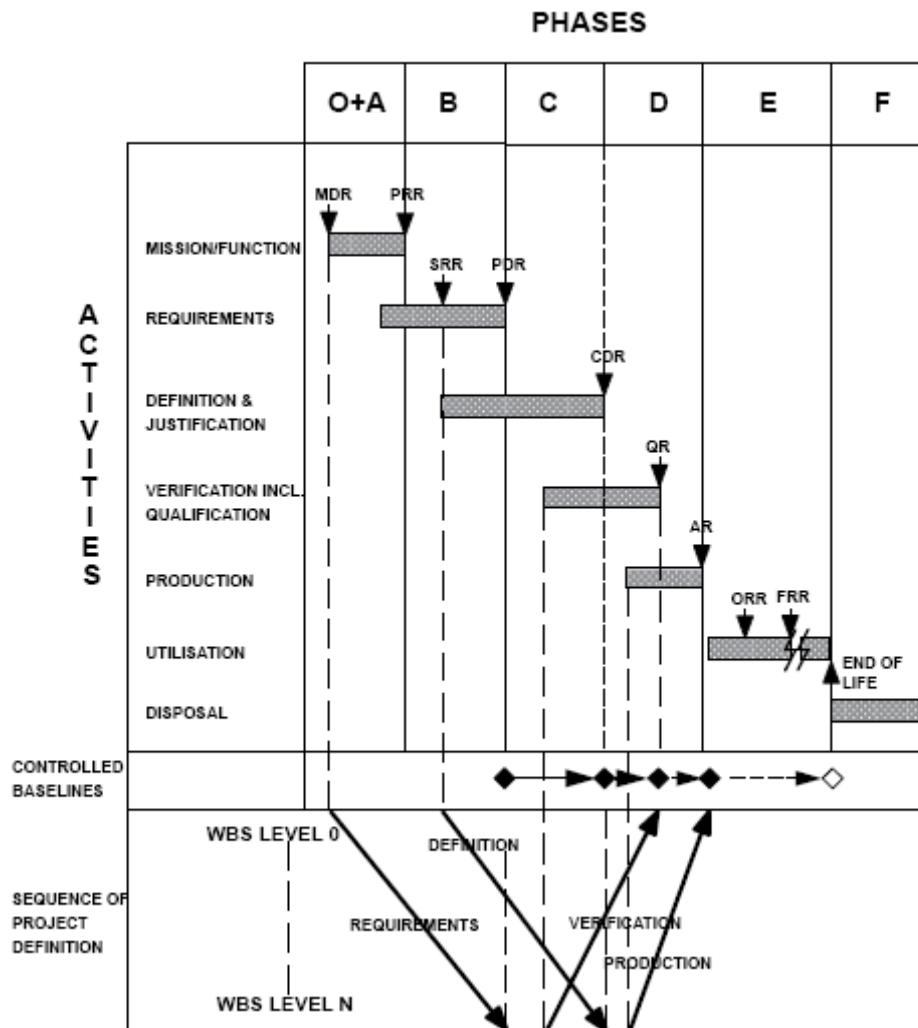 PHASES
O+A B C D E F
MDR PRR
MISSION/FUNCTION
SRR PDR
REQUIREMENTS
ACTIVITIES
CDR
DEFINITION &
JUSTIFICATION
QR
VERIFICATION INCL.
QUALIFICATION
AR
PRODUCTION
ORR FRR
UTILISATION
END OF
LIFE
DISPOSAL
CONTROLLED
BASELINES
WBS LEVEL 0
DEFINITION
SEQUENCE OF
PROJECT
DEFINITION
REQUIREMENTS
VERIFICATION
PRODUCTION
WBS LEVEL N